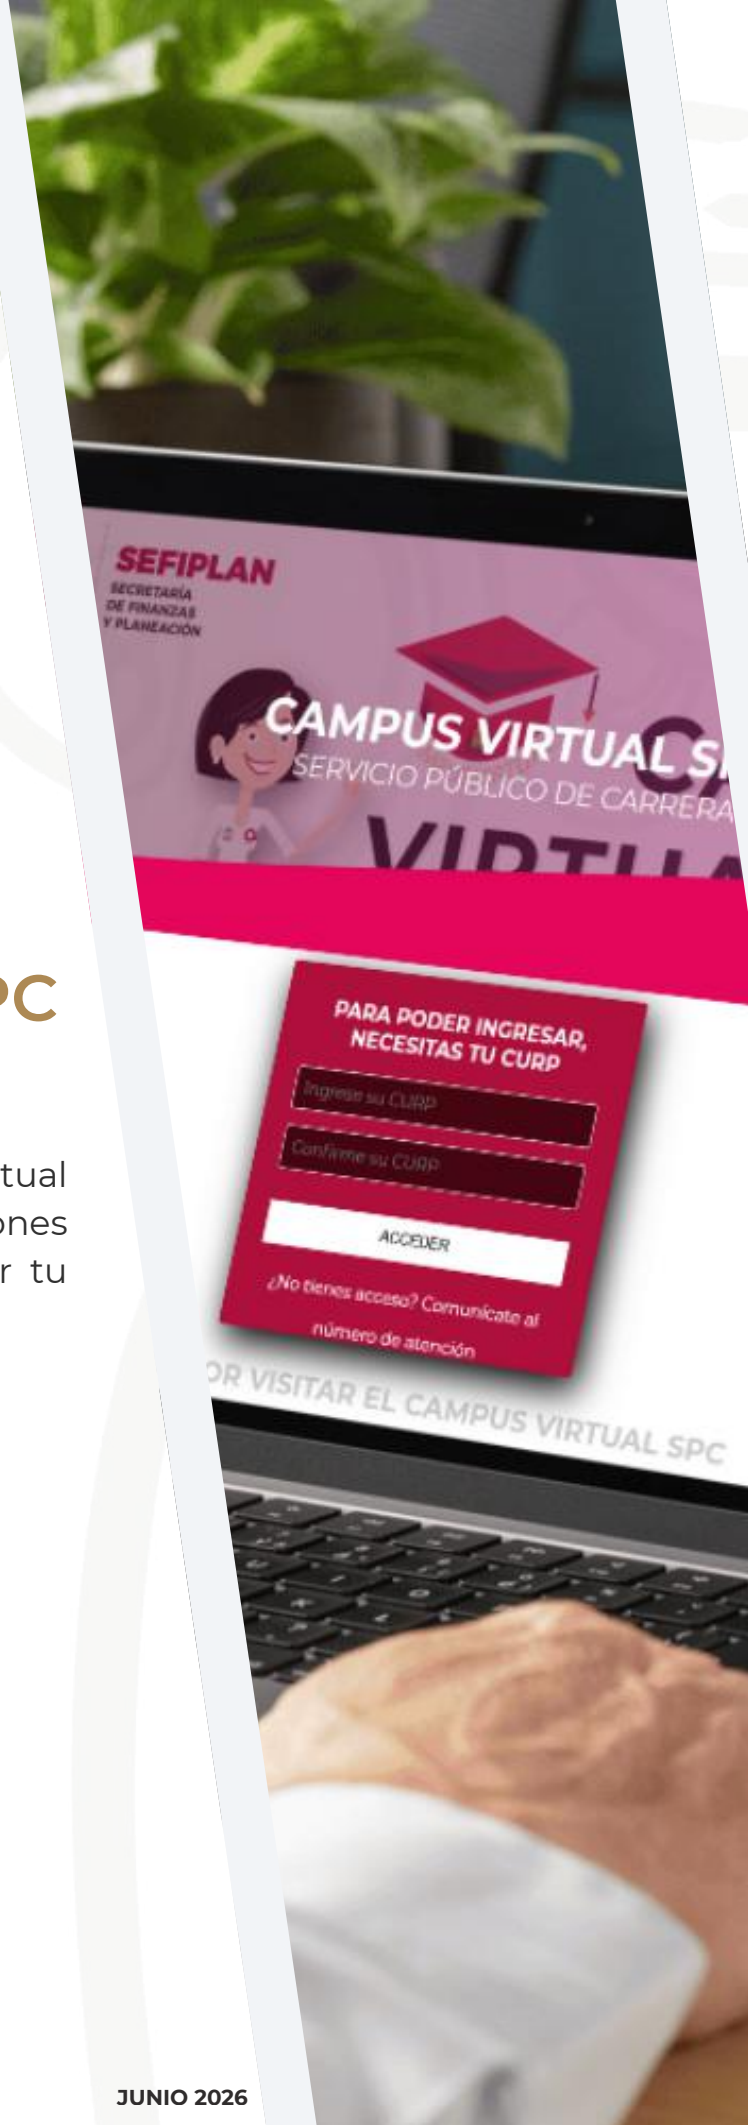 SEFIPLAN
SECRETARÍA
DE FINANZAS
Y PLANEACIÓN
CAMPUS VIRTUAL S
SERVICIO PÚBLICO DE CARRERA
VIRTUA
PC
PARA PODER INGRESAR,
NECESITAS TU CURP
Ingrese su CURP
Confirme su CURP
tual
ones
r tu
ACCEDER
¿No tienes acceso? Comunícate al
número de atención
OR VISITAR EL CAMPUS VIRTUAL SPC
JUNIO 2026